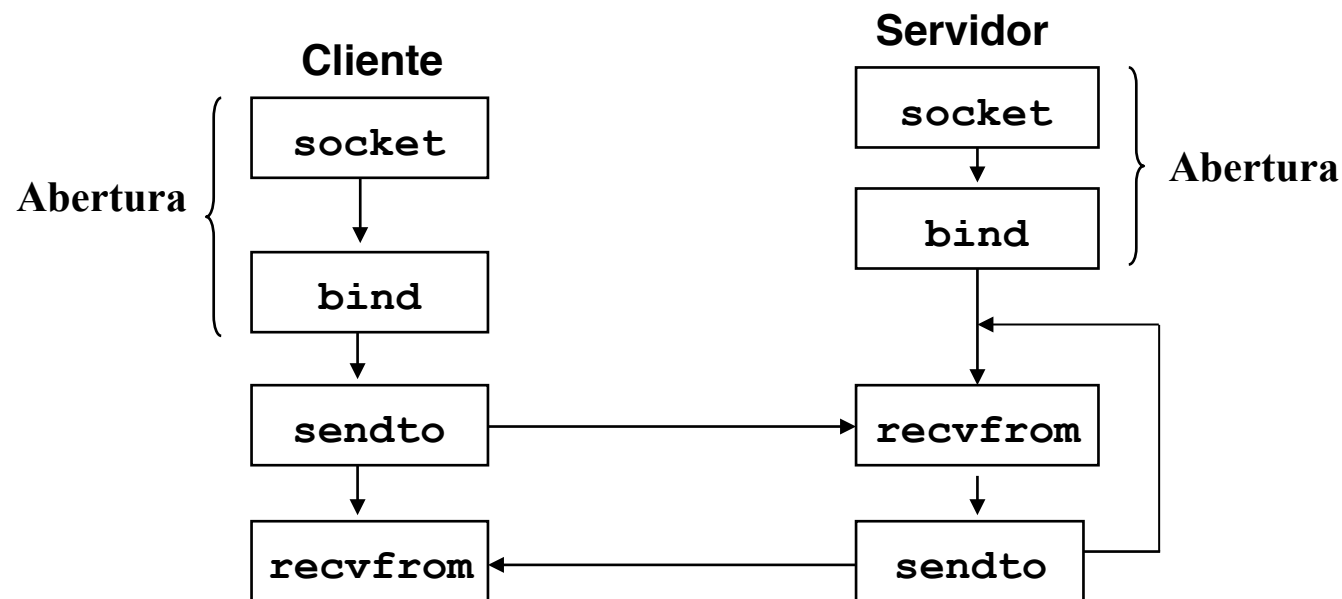 Cliente
Abertura
socket
bind
sendto
recvfrom
Servidor
socket
Abertura
bind
recvfrom
sendto